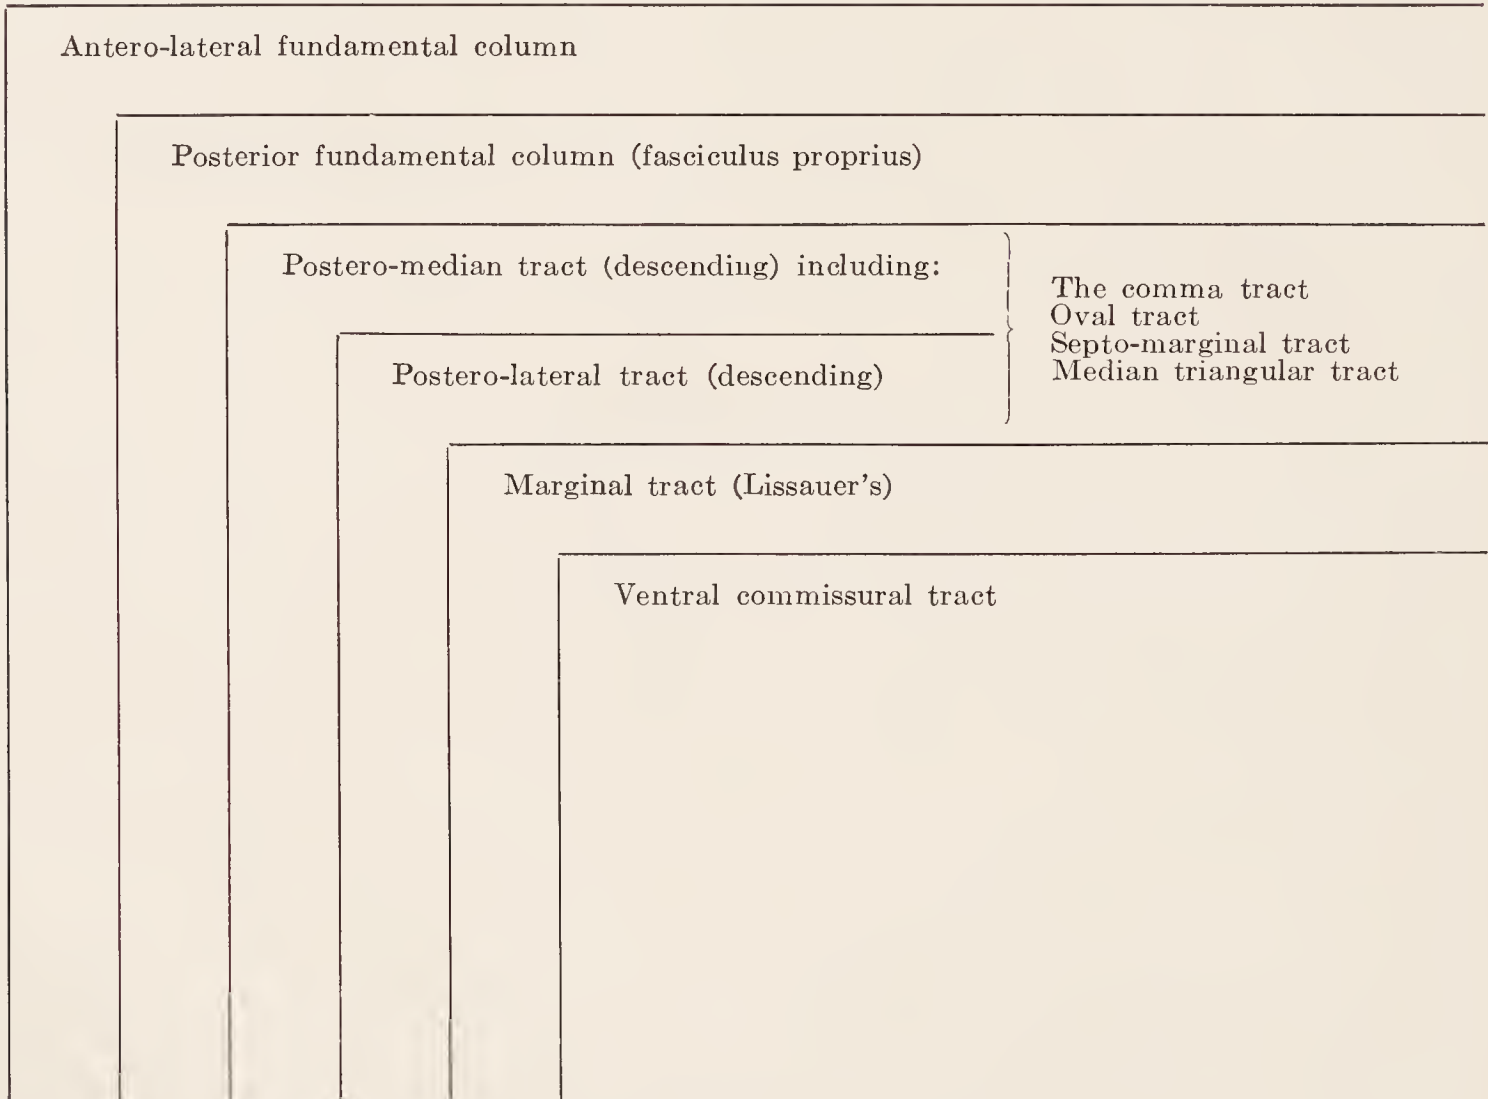 Antero-lateral fundamental column
Posterior fundamental column (fasciculus proprius)
Postero-median tract (descending) including:
The comma tract
Oval tract
Septo-marginal tract
Median triangular tract
Postero-lateral tract (descending)
Marginal tract (Lissauer's)
Ventral commissural tract